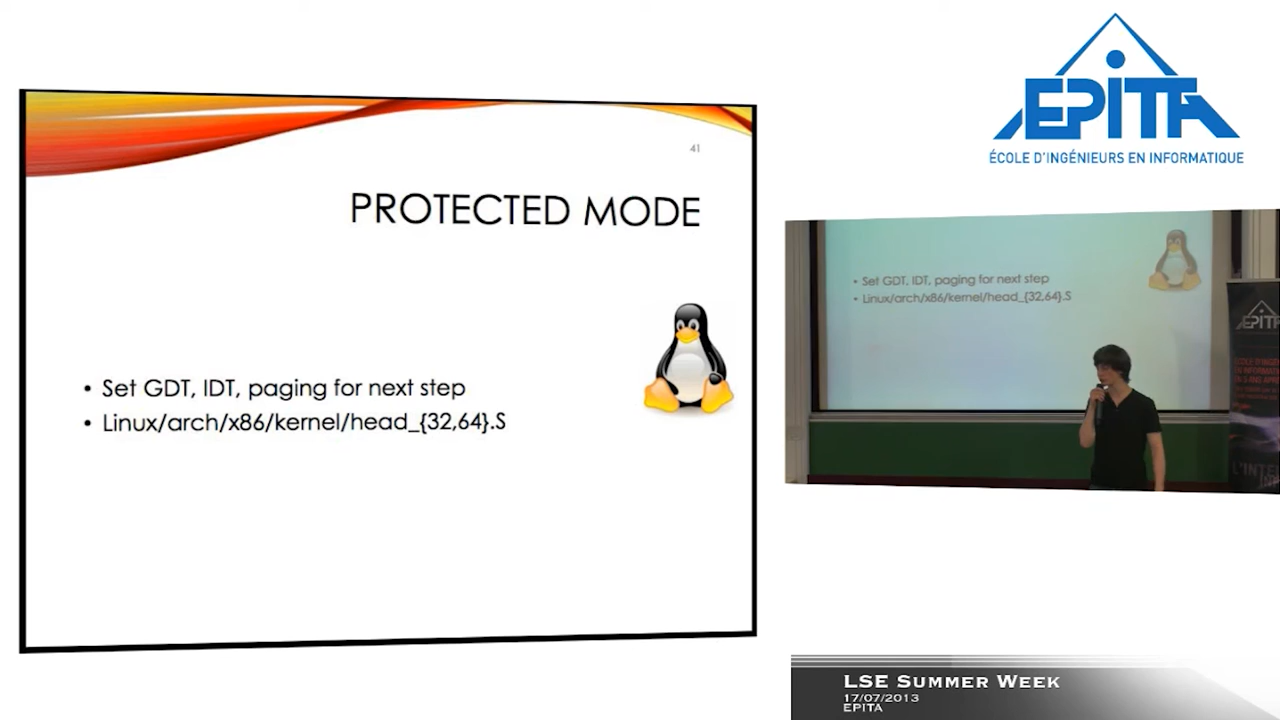 EPITA
ÉCOLE D'INGÉNIEURS EN INFORMATIQUE
41
PROTECTED MODE
• Set GDT, IDT, paging for next step
• Linux/arch/x86/kernel/head_{32,64}.S
• Set GDT, IDT, paging for next step
• Linux/arch/x86/kernel/head_{32,64}.S
EPIT
LSE SUMMER WEEK
17/07/2013
EPITA